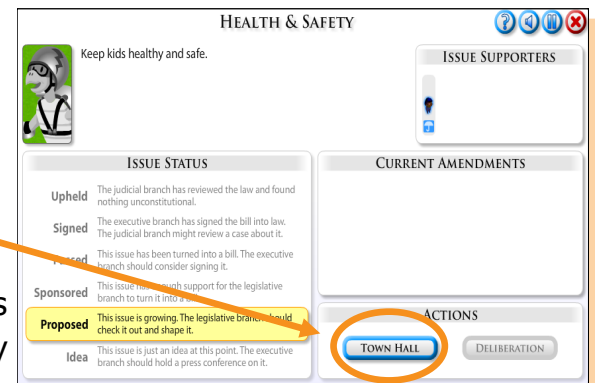 HEALTH & SAFETY
Keep kids healthy and safe.
ISSUE SUPPORTERS
ISSUE STATUS
Upheld
The judicial branch has reviewed the law and found
nothing unconstitutional.
Signed
The executive branch has signed the bill into law.
The judicial branch might review a case about it.
This issue has been turned into a bill. The executive
branch should consider signing it.
Sponsored
This issue has enough support for the legislative
branch to turn it into a
Proposed
This issue is growing. The legislative branch should
check it out and shape it.
Idea
This issue is just an idea at this point. The executive
branch should hold a press conference on it.
CURRENT AMENDMENTS
ACTIONS
TOWN HALL
DELIBERATION
s
y